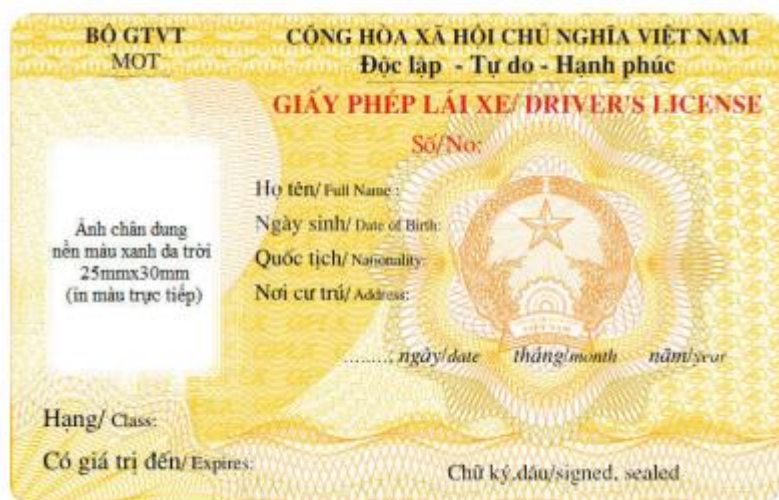 BỘ GTVT
MOT
CỘNG HÒA XÃ HỘI CHỦ NGHĨA VIỆT NAM
Độc lập - Tự do - Hạnh phúc
GIẤY PHÉP LÁI XE/ DRIVER'S LICENSE
Số/No:
Ảnh chân dung
nền màu xanh da trời
25mmx30mm
(in màu trực tiếp)
Họ tên/ Full Name :
Ngày sinh/ Date of Birth:
Quốc tịch/ Nationality:
Nơi cư trú/ Address:
VIỆT NAM
........, ngày/date tháng/month năm/year
Hạng/ Class:
Có giá trị đến/ Expires:
Chữ ký,dấu/signed, sealed